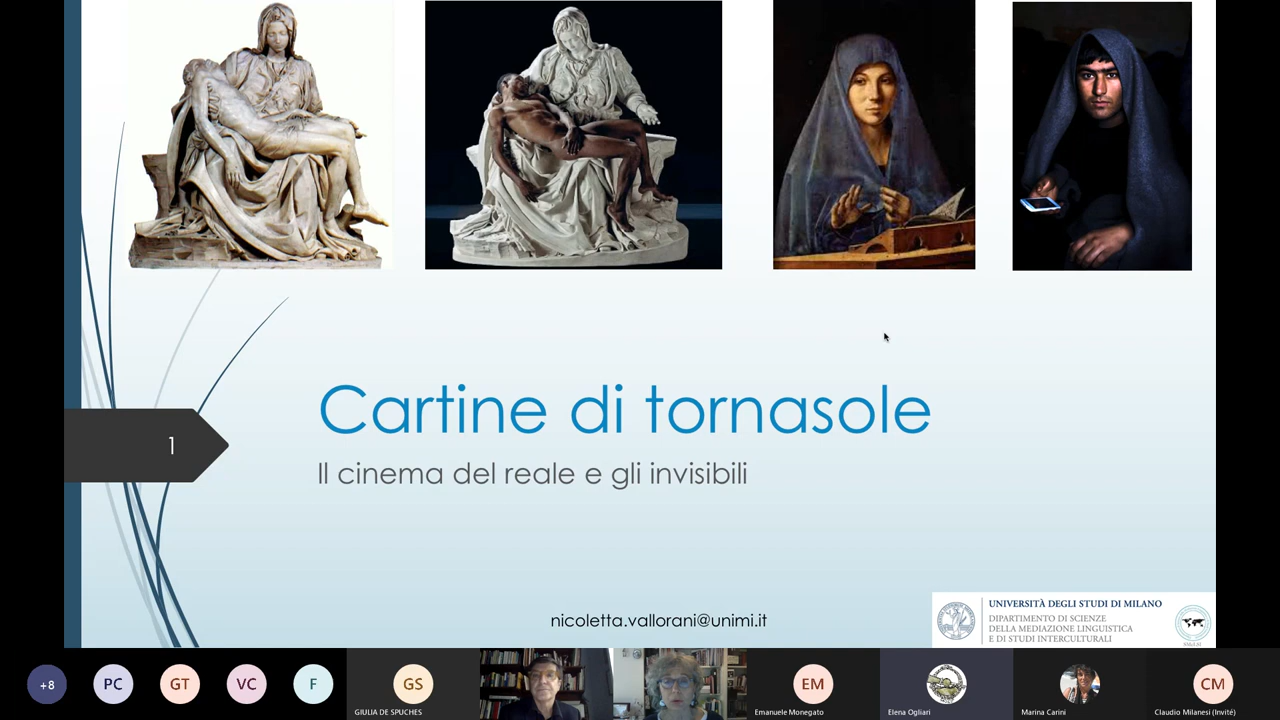 Cartine di tornasole
1
Il cinema del reale e gli invisibili
nicoletta.vallorani@unimi.it
UNIVERSITÀ DEGLI STUDI DI MILANO
DIPARTIMENTO DI SCIENZE
DELLA MEDIAZIONE LINGUISTICA
E DI STUDI INTERCULTURALI
+8
PC
GT
VC
F
GS
GIULIA DE SPUCHES
EM
Emanuele Monegato
Elena Ogliari
Marina Carini
CM
Claudio Milanesi (Invité)